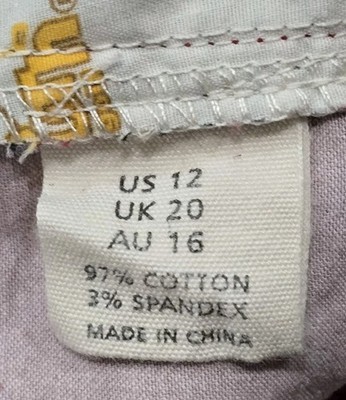 US 12
UK 20
AU 16
97% COTTON
3% SPANDEX
MADE IN CHINA